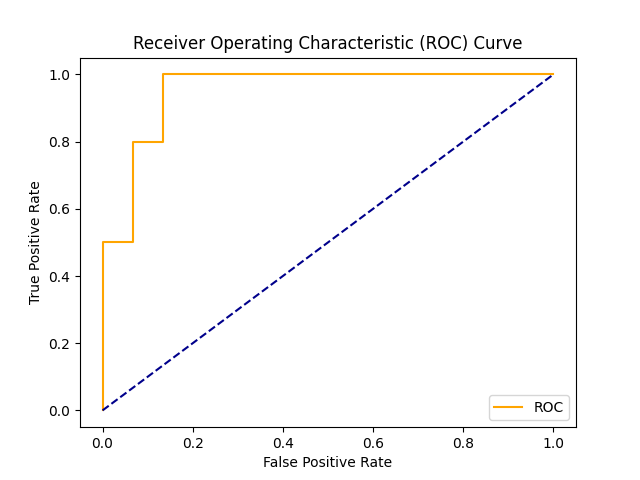 Receiver Operating Characteristic (ROC) Curve
1.0
0.8
0.6
0.4
0.2
0.0
True Positive Rate
0.0 0.2 0.4 0.6 0.8 1.0
False Positive Rate
ROC